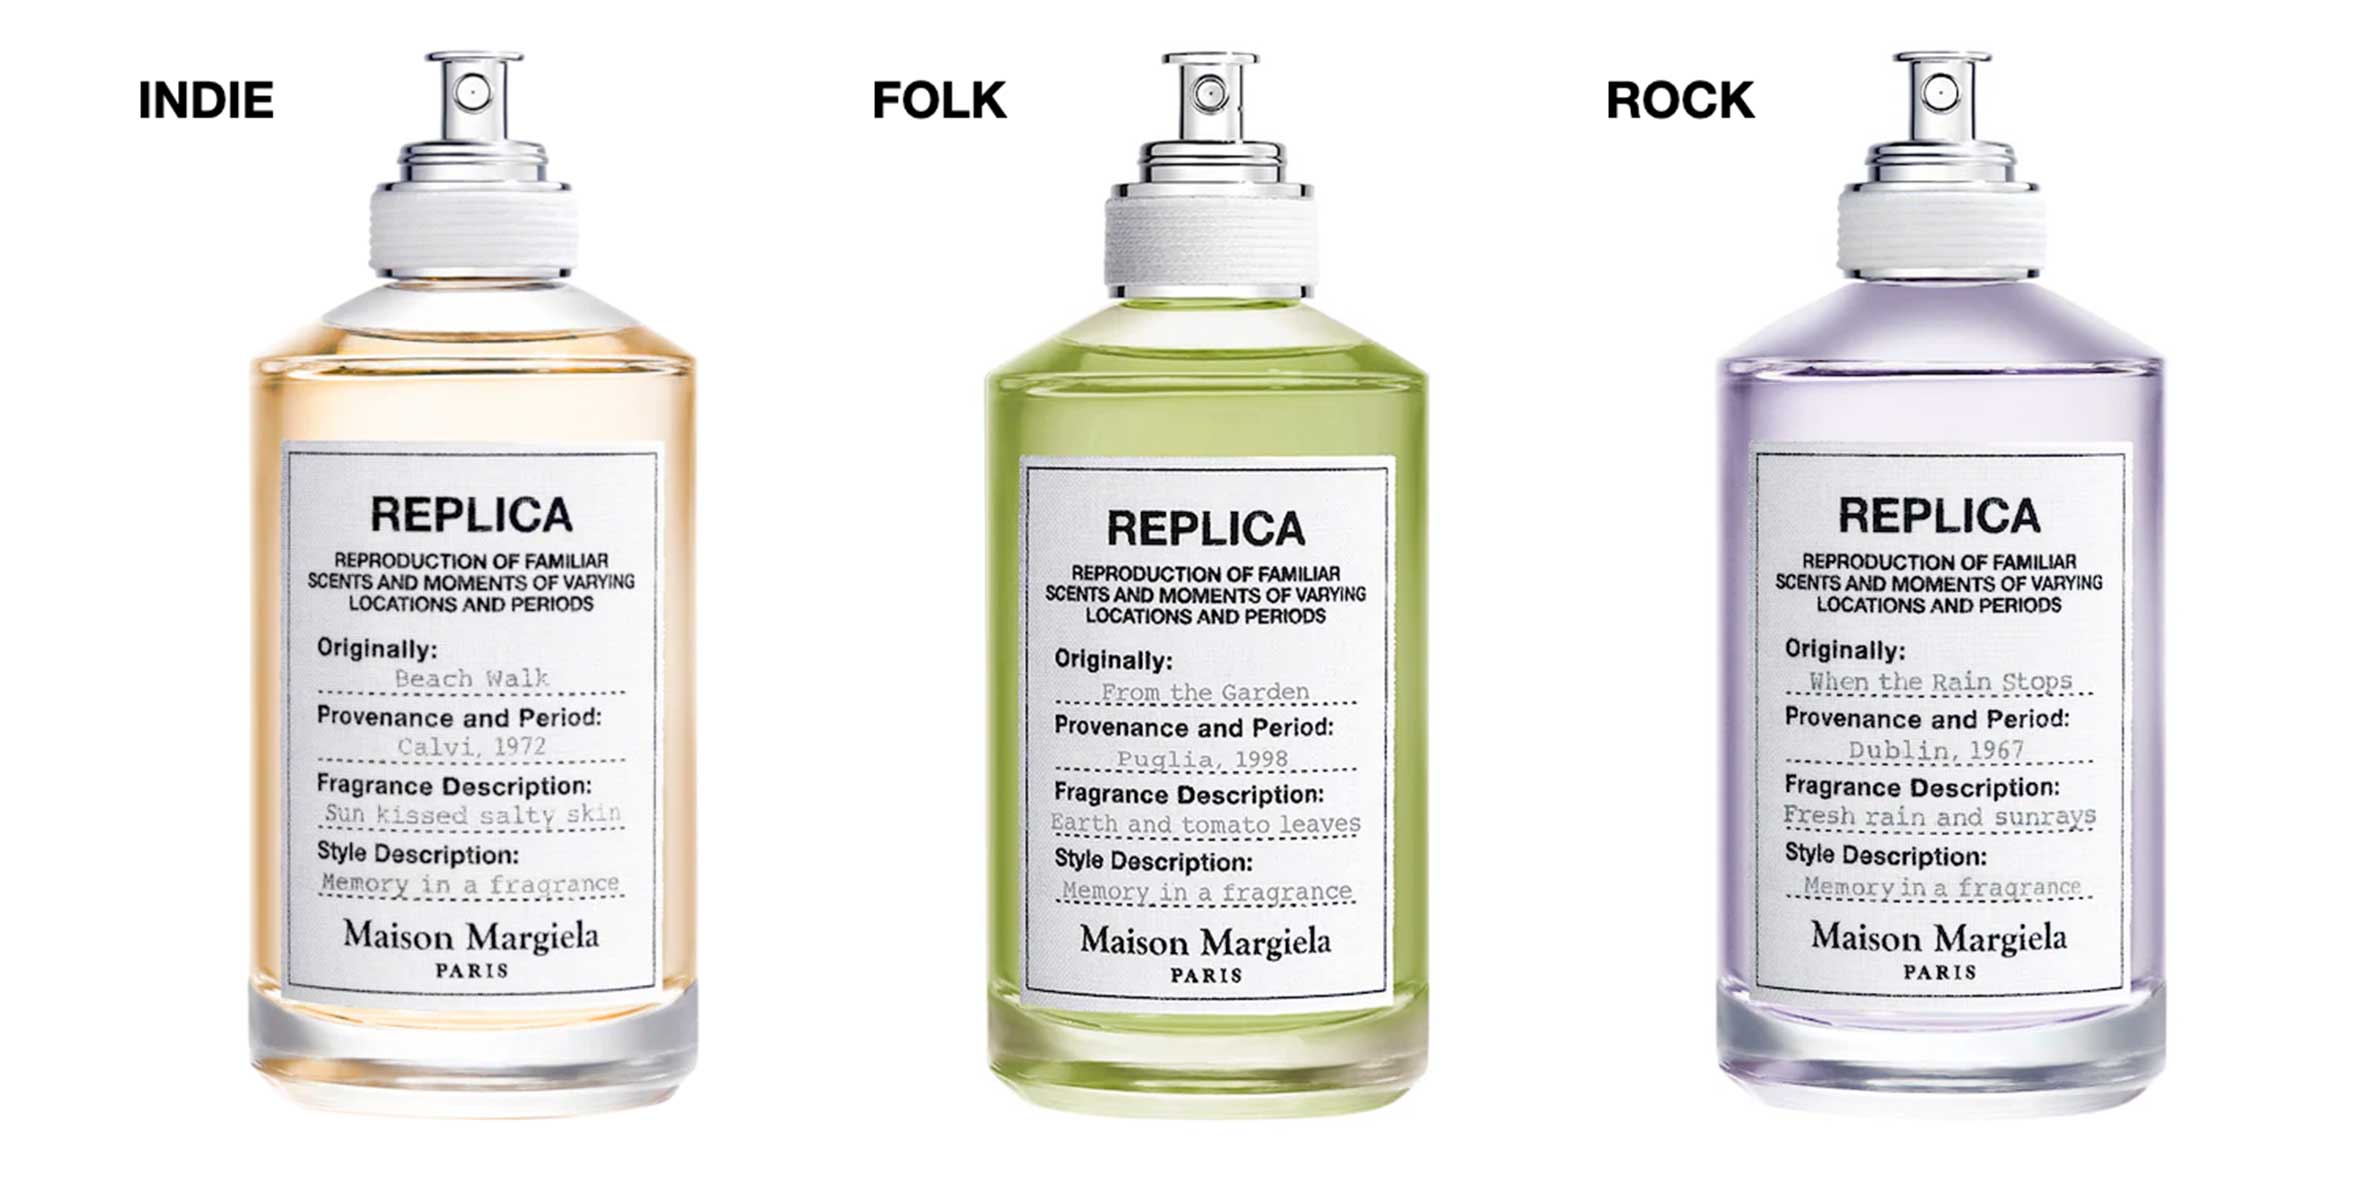 INDIE
REPLICA
REPRODUCTION OF FAMILIAR
SCENTS AND MOMENTS OF VARYING
LOCATIONS AND PERIODS
Originally:
Beach Walk
Provenance and Period:
Calvi, 1972
Fragrance Description:
Sun kissed salty skin
Style Description:
Memory in a fragrance
Maison Margiela
PARIS
FOLK
REPLICA
REPRODUCTION OF FAMILIAR
SCENTS AND MOMENTS OF VARYING
LOCATIONS AND PERIODS
Originally:
From the Garden
Provenance and Period:
Puglia, 1998
Fragrance Description:
Earth and tomato leaves
Style Description:
Memory in a fragrance
Maison Margiela
PARIS
ROCK
REPLICA
REPRODUCTION OF FAMILIAR
SCENTS AND MOMENTS OF VARYING
LOCATIONS AND PERIODS
Originally:
When the Rain Stops
Provenance and Period:
Dublin, 1967
Fragrance Description:
Fresh rain and sunrays
Style Description:
Memory in a fragrance
Maison Margiela
PARIS